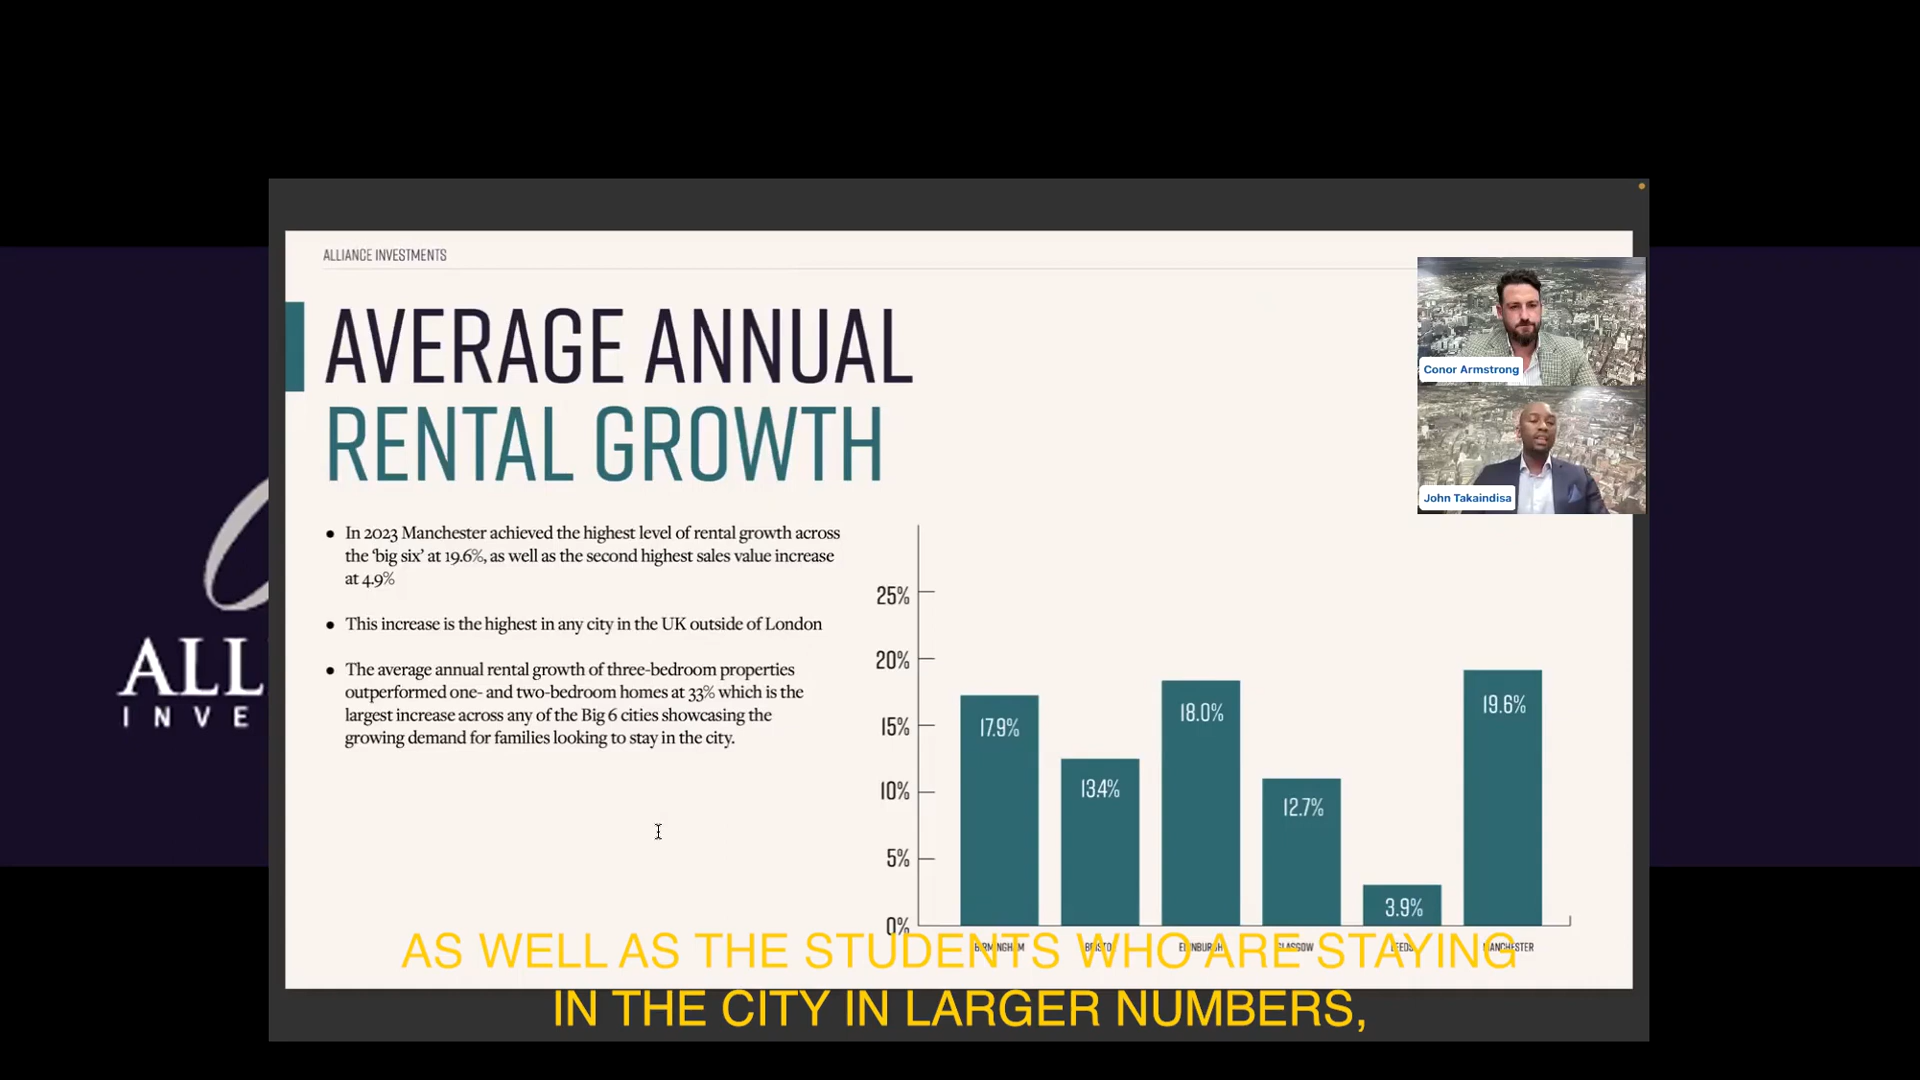 ALLIANCE INVESTMENTS
AVERAGE ANNUAL
RENTAL GROWTH
Conor Armstrong
John Takaindisa
• In 2023 Manchester achieved the highest level of rental growth across
the ‘big six’ at 19.6%, as well as the second highest sales value increase
at 4.9%
• This increase is the highest in any city in the UK outside of London
• The average annual rental growth of three-bedroom properties
outperformed one- and two-bedroom homes at 33% which is the
largest increase across any of the Big 6 cities showcasing the
growing demand for families looking to stay in the city.
25%
20%
15%
10%
5%
0%
17.9%
13.4%
18.0%
12.7%
3.9%
19.6%
BIRMINGHAM
BRISTOL
EDINBURGH
GLASGOW
LEEDS
MANCHESTER
ALL
INVE
AS WELL AS THE STUDENTS WHO ARE STAYING
IN THE CITY IN LARGER NUMBERS,